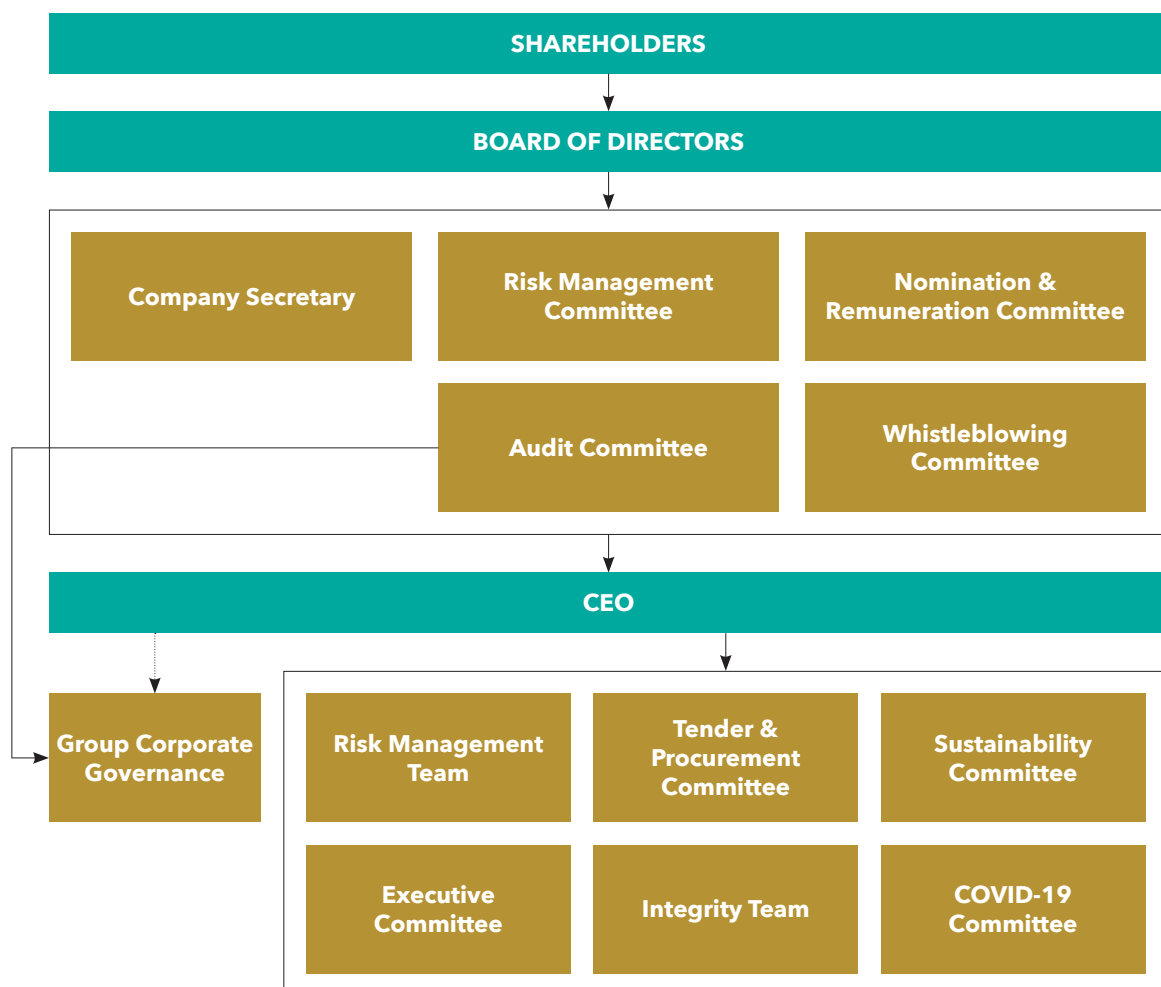 SHAREHOLDERS
BOARD OF DIRECTORS
Company Secretary
Risk Management
Committee
Nomination &
Remuneration Committee
Audit Committee
Whistleblowing
Committee
CEO
Group Corporate
Governance
Risk Management
Team
Tender &
Procurement
Committee
Sustainability
Committee
Executive
Committee
Integrity Team
COVID-19
Committee